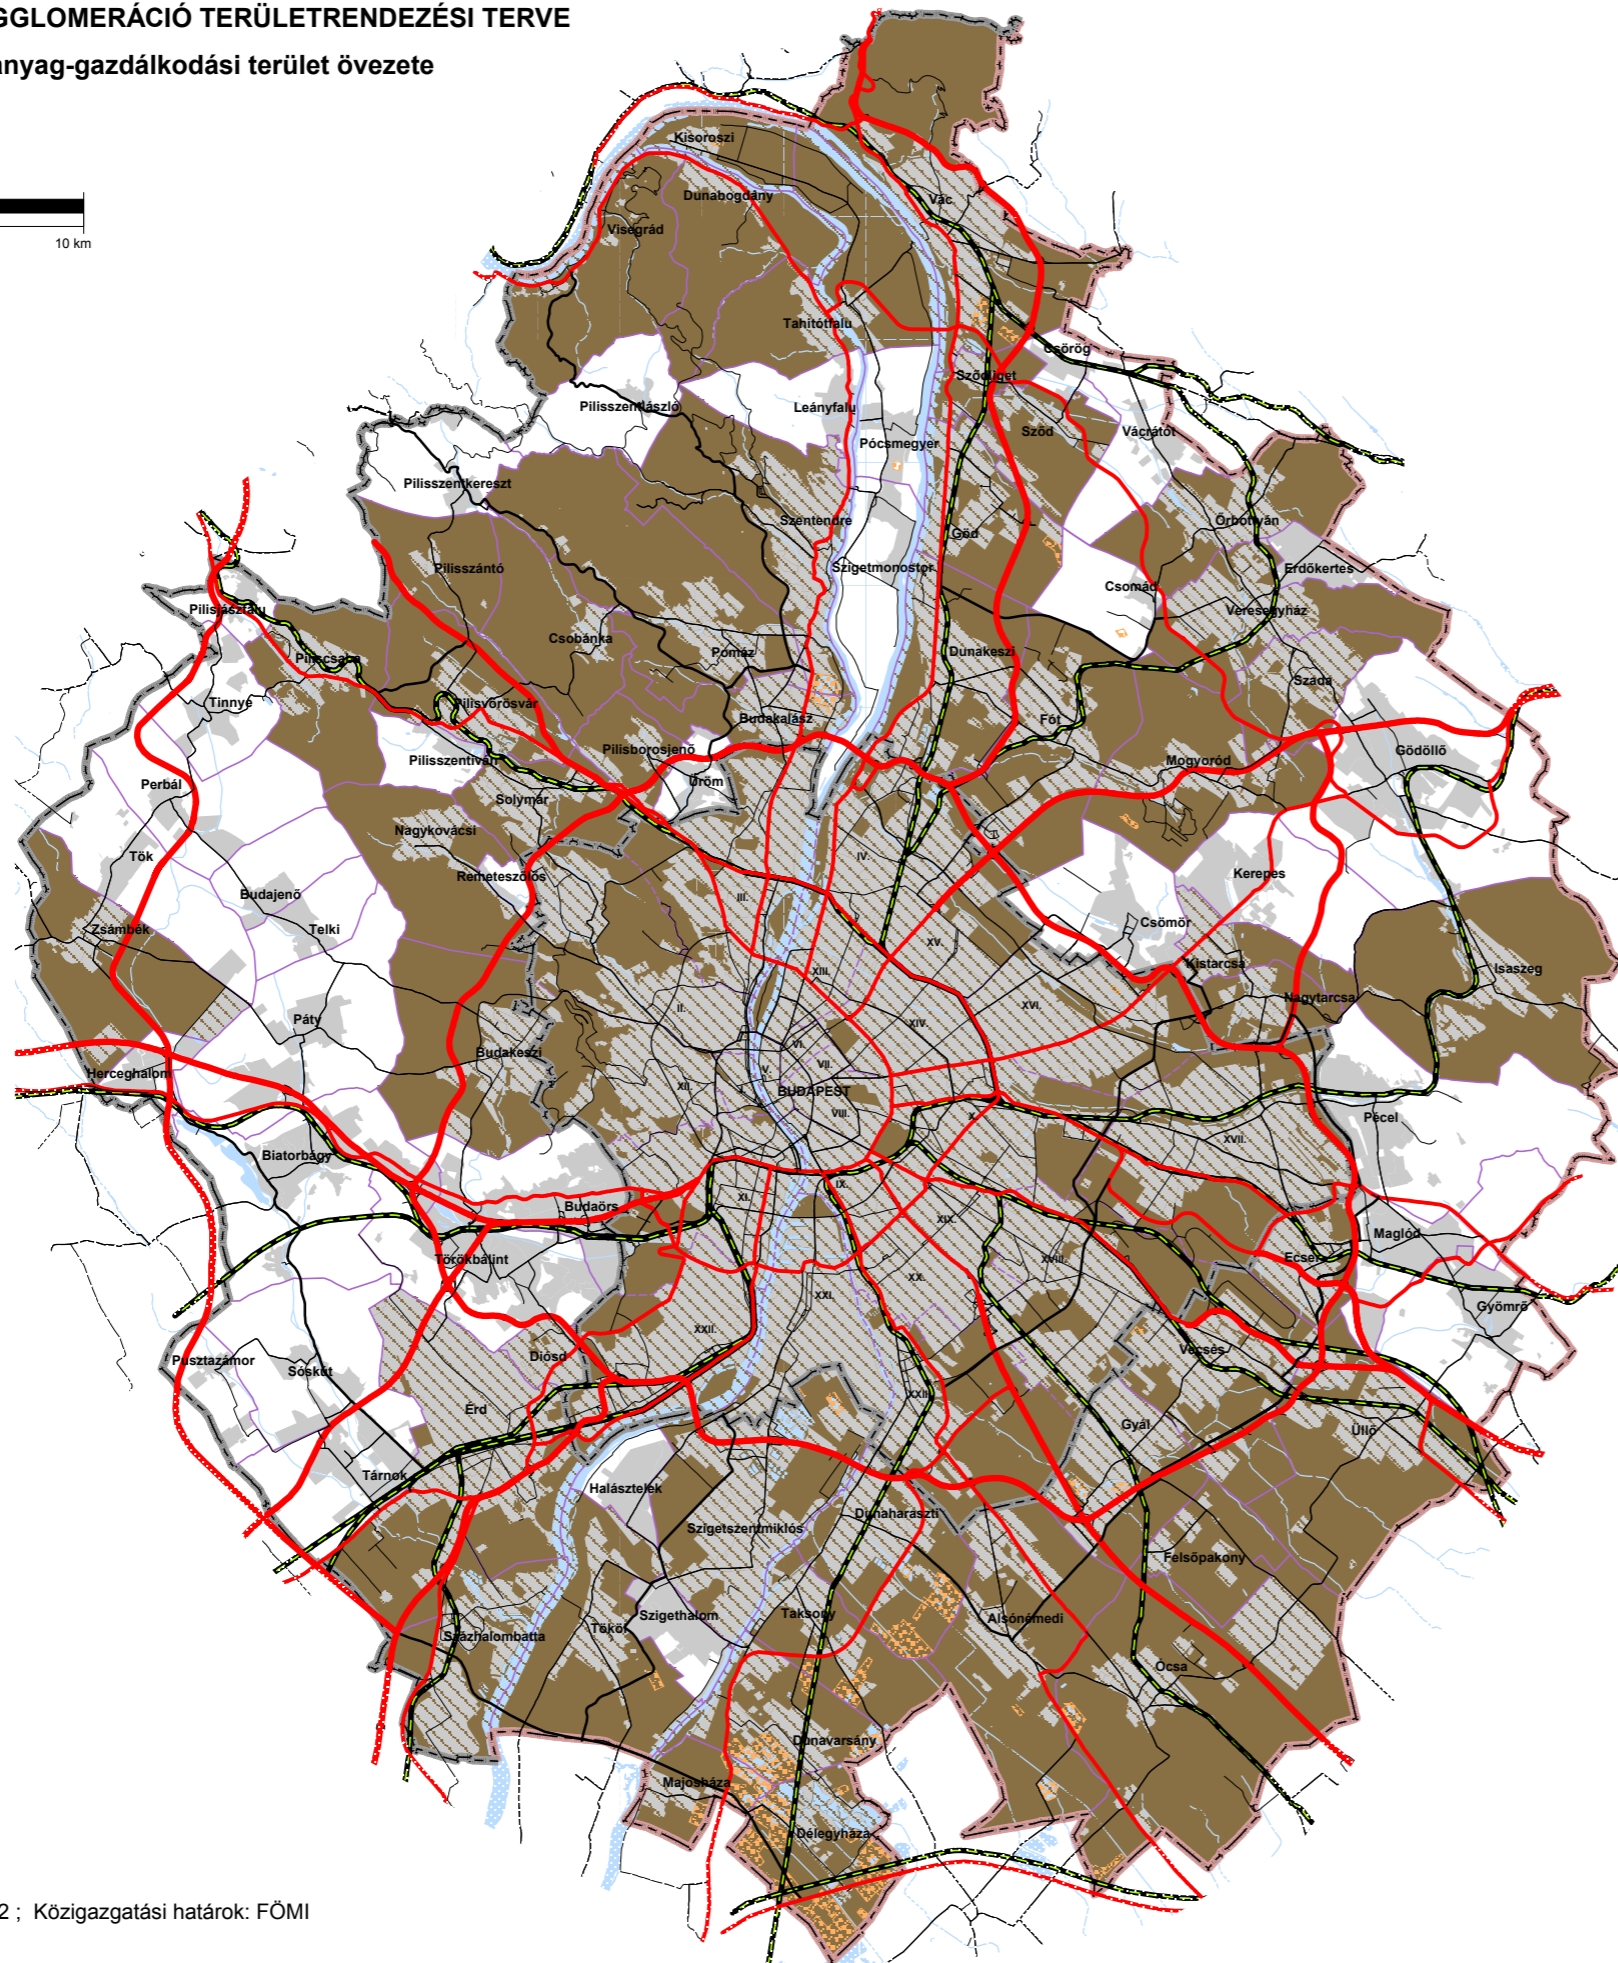 GGLOMERÁCIÓ TERÜLETRENDEZÉSI TERVE
anyag-gazdálkodási terület övezete
10 km
Kisoroszi
Dunabogdány
Vác
Visegrád
Tahitótfalu
Csörög
Sződliget
Pilisszentlászló
Leányfalu
Sződ
Vácrátót
Pócsmegyer
Pilisszentkereszt
Szentendre
Göd
Őrbottyán
Pilisszántó
Szigetmonostor
Csomád
Erdőkertes
Pilisjászfalu
Veresegyház
Csobánka
Pomáz
Dunakeszi
Piliscsaba
Szada
Tinnye
Pilisvörösvár
Budakalász
Fót
Pilisborosjenő
Gödöllő
Pilisszentiván
Mogyoród
Perbál
Üröm
Solymár
Nagykovácsi
Tök
IV.
Remeteszőlős
Kerepes
Budajenő
III.
Zsámbék
Telki
Csömör
XV.
Kistarcsa
Isaszeg
XIII.
Nagytarcsa
II.
XVI.
Páty
XIV.
VI.
Budakeszi
VII.
Herceghalom
V.
XII.
I.
BUDAPEST
VIII.
X.
Pécel
XVII.
Biatorbágy
IX.
XI.
Budaörs
XIX.
Maglód
Törökbálint
XVIII.
Ecser
XX.
XXI.
Gyömrő
XXII.
Vecsés
Diósd
Pusztazámor
Sóskút
XXIII.
Érd
Gyál
Üllő
Tárnok
Halásztelek
Dunaharaszti
Szigetszentmiklós
Felsőpakony
Szigethalom
Taksony
Alsónémedi
Tököl
Százhalombatta
Ócsa
Dunavarsány
Majosháza
Délegyháza
2 ; Közigazgatási határok: FÖMI